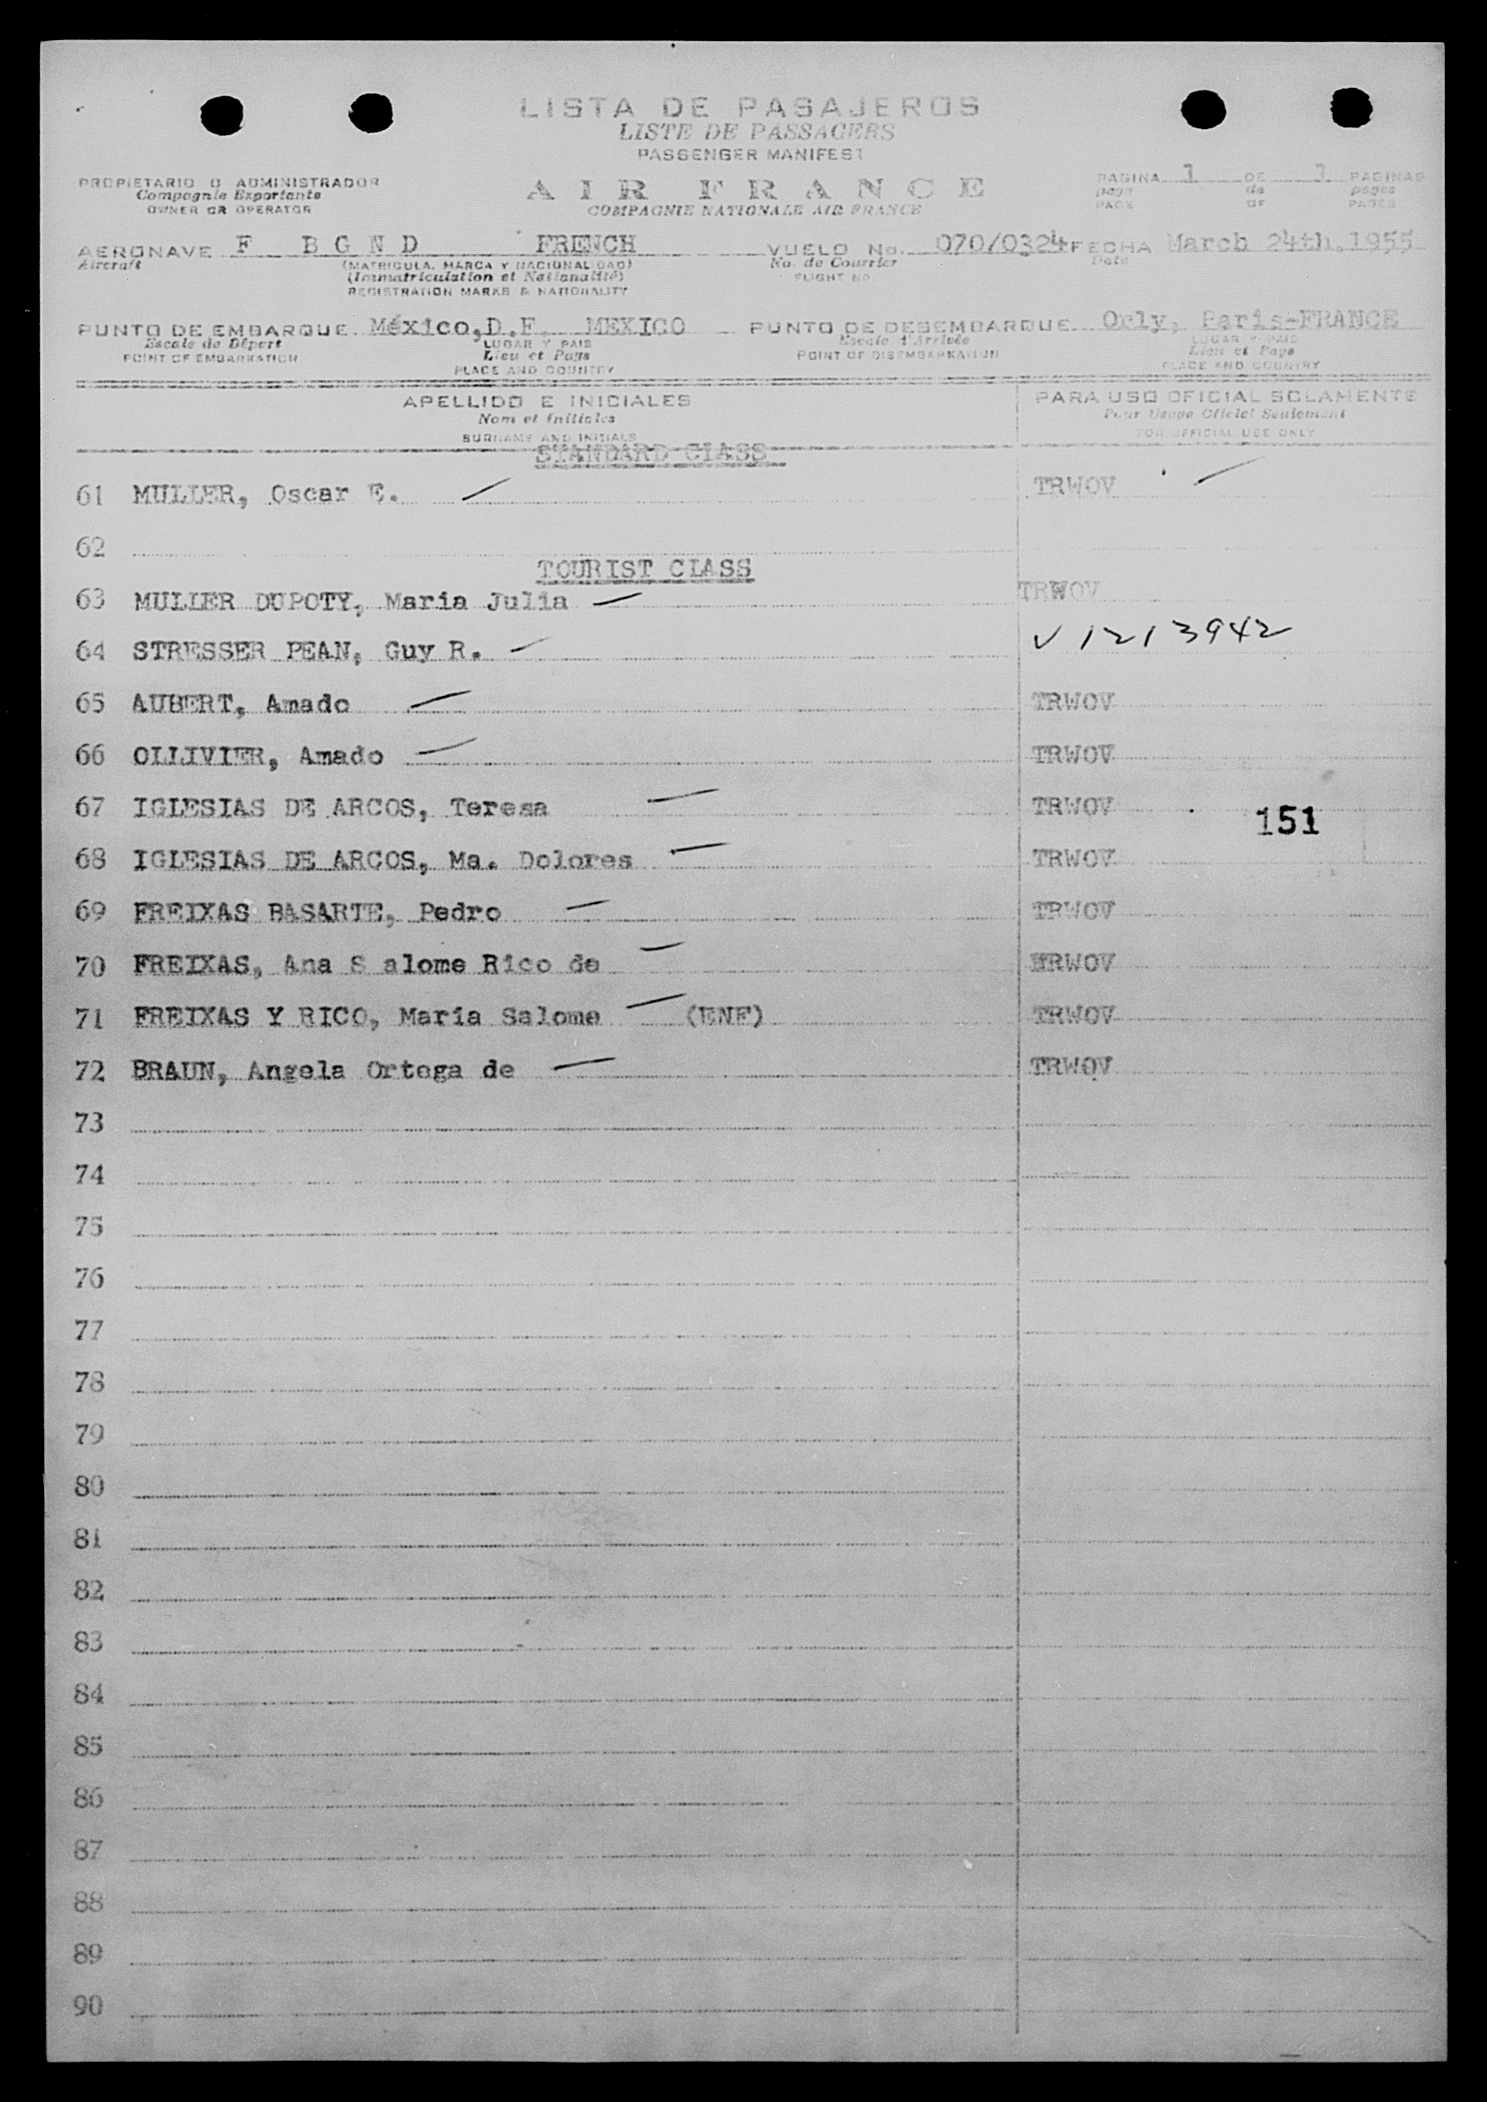 LISTA DE PASAJEROS
LISTE DE PASSAGERS
PASSENGER MANIFEST
PROPIETARIO O ADMINISTRADOR
Compagnie Exportante
OWNER OR OPERATOR
AIR FRANCE
COMPAGNIE NATIONALE AIR FRANCE
PAGINA 1 DE 1 PAGINAS
page de pages
PAGE OF PAGES
AERONAVE F BGND FRENCH VUELO No. 070/0324 FECHA March 24th.1955
Aircraft (MATRICULA, MARCA Y NACIONALIDAD) No. de Courrier Date
(Immatriculation et Nationalité) FLIGHT NO
REGISTRATION MARKS & NATIONALITY
PUNTO DE EMBARQUE México,D.F. MEXICO PUNTO DE DESEMBARQUE Orly, Paris-FRANCE
Escale de Départ LUGAR Y PAIS Escale d'Arrivée LUGAR Y PAIS
POINT OF EMBARKATION Lieu et Pays POINT OF DISEMBARKATION Lieu et Pays
PLACE AND COUNTRY PLACE AND COUNTRY
APELLIDO E INICIALES PARA USO OFICIAL SOLAMENTE
Nom et Initiales Pour Usage Officiel Seulement
SURNAME AND INITIALS FOR OFFICIAL USE ONLY
STANDARD CLASS
61 MULLER, Oscar E. TRWOV
62
TOURIST CLASS
63 MULLER DUPOTY, Maria Julia TRWOV
64 STRESSER PEAN, Guy R. V 1213942
65 AUBERT, Amado TRWOV
66 OLLIVIER, Amado TRWOV
67 IGLESIAS DE ARCOS, Teresa TRWOV
151
68 IGLESIAS DE ARCOS, Ma. Dolores TRWOV
69 FREIXAS BASARTE, Pedro TRWOV
70 FREIXAS, Ana S alome Rico de TRWOV
71 FREIXAS Y RICO, Maria Salome (ENF) TRWOV
72 BRAUN, Angela Ortega de TRWOV
73
74
75
76
77
78
79
80
81
82
83
84
85
86
87
88
89
90